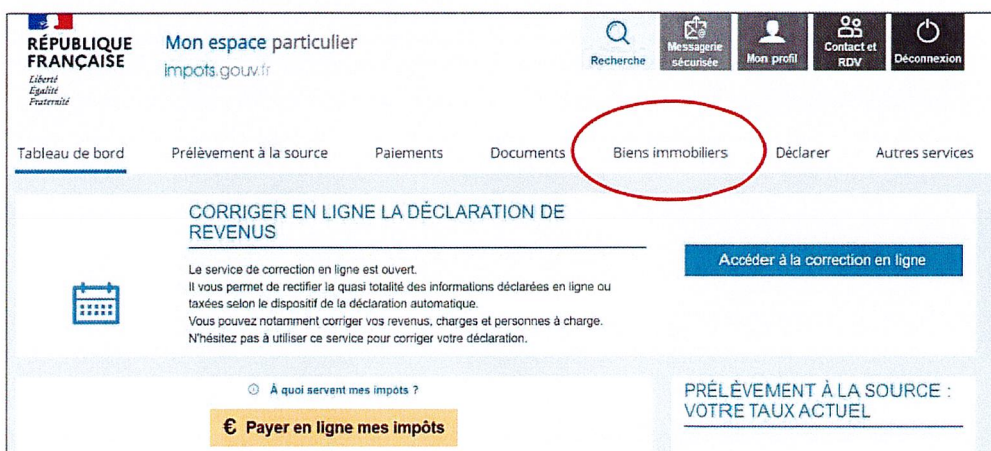 RÉPUBLIQUE
FRANÇAISE
Liberté
Égalité
Fraternité
Mon espace particulier
impots.gouv.fr
Recherche
Messagerie
sécurisée
Mon profil
Contact et
RDV
Déconnexion
Tableau de bord
Prélèvement à la source
Paiements
Documents
Biens immobiliers
Déclarer
Autres services
CORRIGER EN LIGNE LA DÉCLARATION DE
REVENUS
Le service de correction en ligne est ouvert.
Il vous permet de rectifier la quasi totalité des informations déclarées en ligne ou
taxées selon le dispositif de la déclaration automatique.
Vous pouvez notamment corriger vos revenus, charges et personnes à charge.
N'hésitez pas à utiliser ce service pour corriger votre déclaration.
Accéder à la correction en ligne
À quoi servent mes impôts ?
€ Payer en ligne mes impôts
PRÉLÈVEMENT À LA SOURCE :
VOTRE TAUX ACTUEL